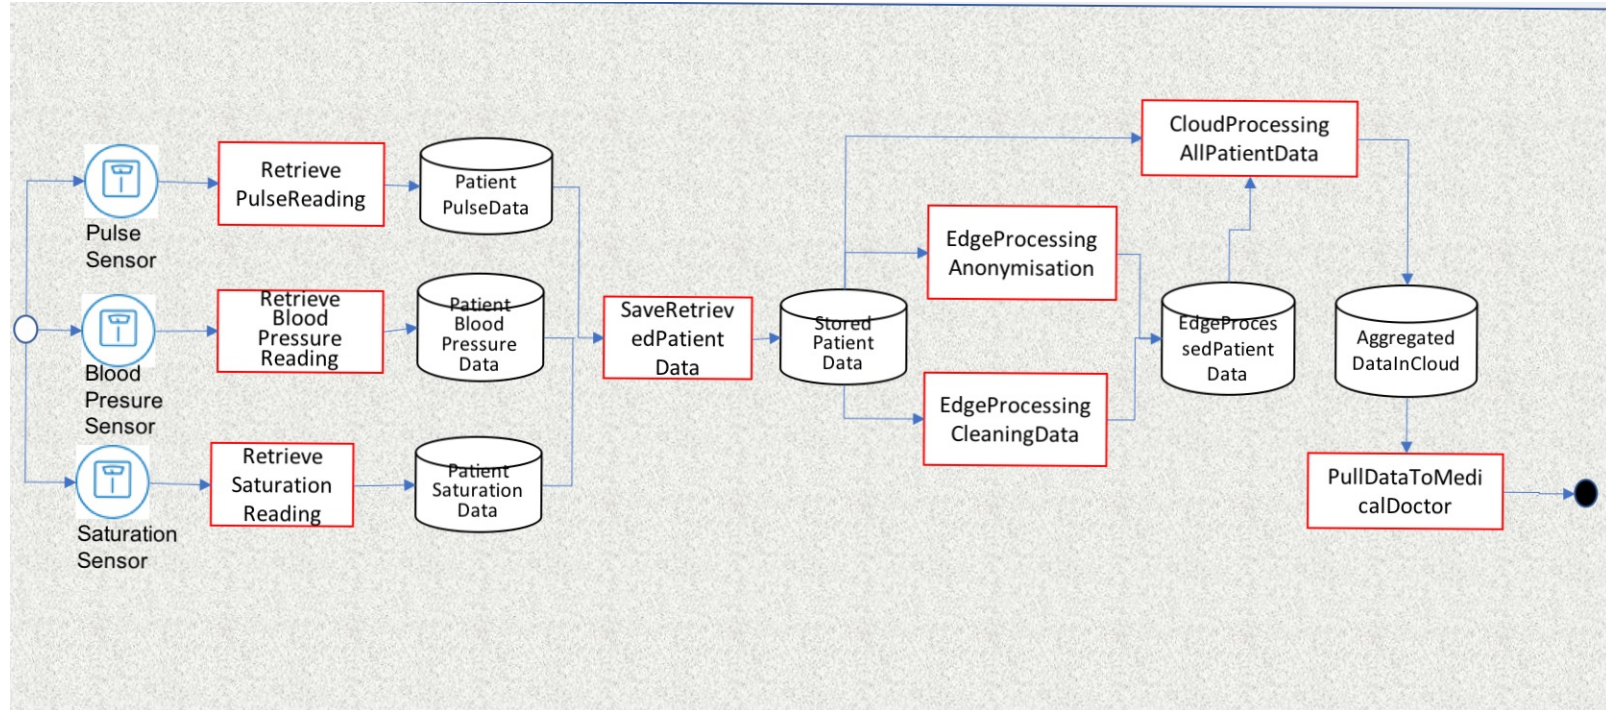 Pulse
Sensor
Retrieve
PulseReading
Patient
PulseData
Blood
Presure
Sensor
Retrieve
Blood
Pressure
Reading
Patient
Blood
Pressure
Data
Saturation
Sensor
Retrieve
Saturation
Reading
Patient
Saturation
Data
SaveRetriev
edPatient
Data
Stored
Patient
Data
CloudProcessing
AllPatientData
EdgeProcessing
Anonymisation
EdgeProcessing
CleaningData
EdgeProces
sedPatient
Data
Aggregated
DataInCloud
PullDataToMedi
calDoctor